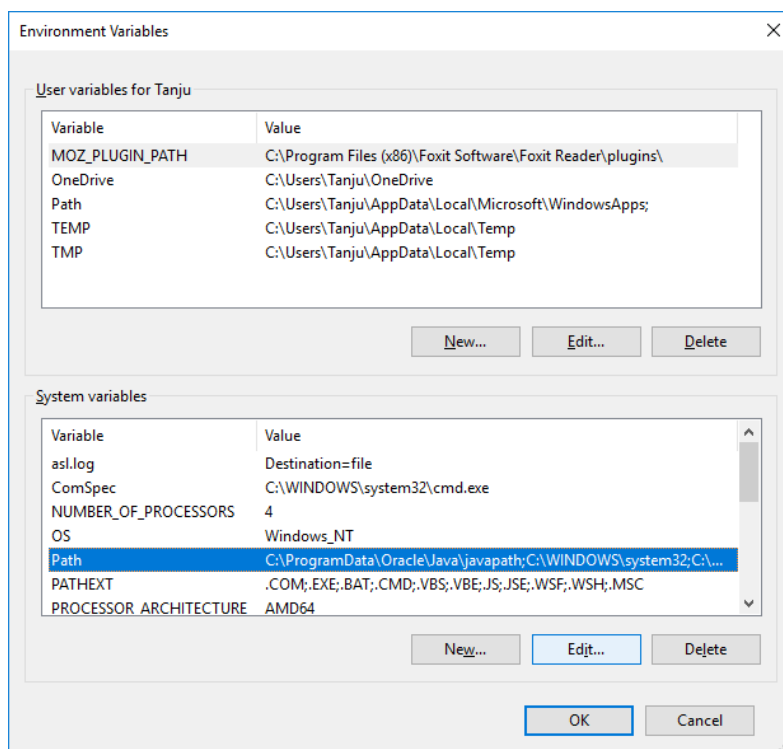 Environment Variables
User variables for Tanju
Variable Value
MOZ_PLUGIN_PATH C:\Program Files (x86)\Foxit Software\Foxit Reader\plugins\
OneDrive C:\Users\Tanju\OneDrive
Path C:\Users\Tanju\AppData\Local\Microsoft\WindowsApps;
TEMP C:\Users\Tanju\AppData\Local\Temp
TMP C:\Users\Tanju\AppData\Local\Temp
New... Edit... Delete
System variables
Variable Value
asl.log Destination=file
ComSpec C:\WINDOWS\system32\cmd.exe
NUMBER_OF_PROCESSORS 4
OS Windows_NT
Path C:\ProgramData\Oracle\Java\javapath;C:\WINDOWS\system32;C:\...
PATHEXT .COM;.EXE;.BAT;.CMD;.VBS;.VBE;.JS;.JSE;.WSF;.WSH;.MSC
PROCESSOR_ARCHITECTURE AMD64
New... Edit... Delete
OK Cancel